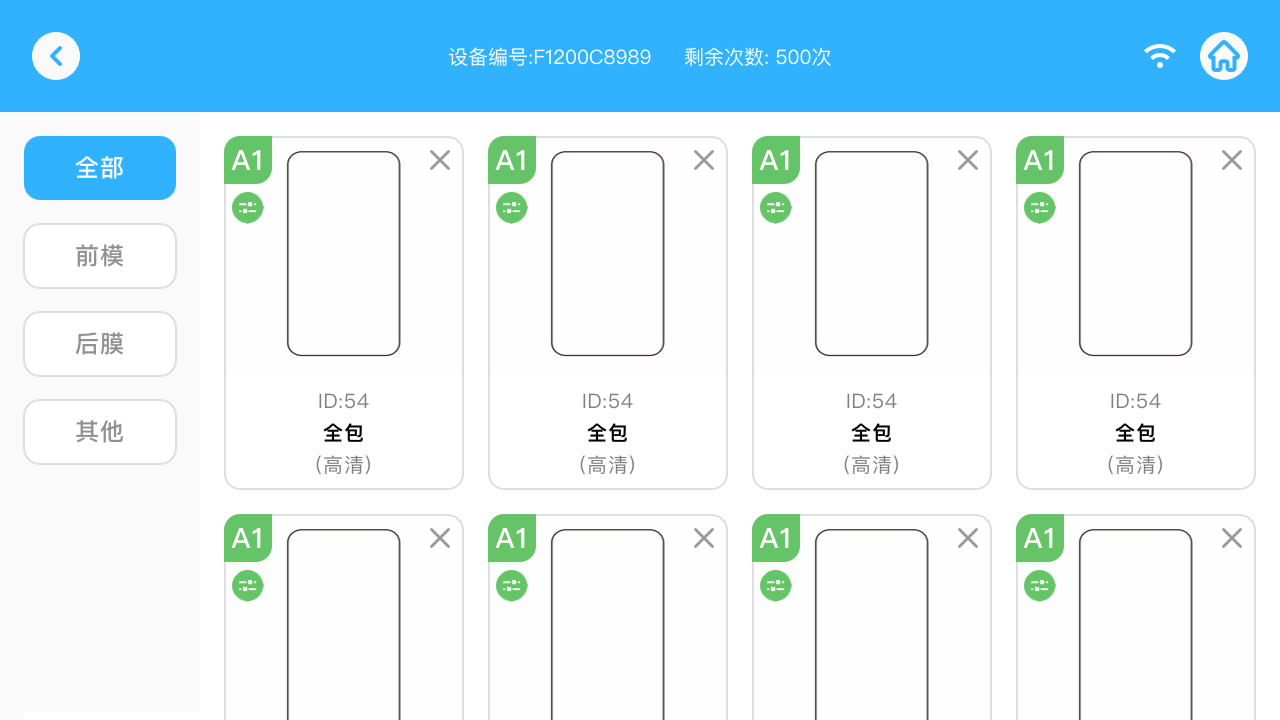 设备编号:F1200C8989 剩余次数: 500次
全部
前模
后膜
其他
A1 A1 A1 A1
ID:54 ID:54 ID:54 ID:54
全包 全包 全包 全包
(高清) (高清) (高清) (高清)
A1 A1 A1 A1